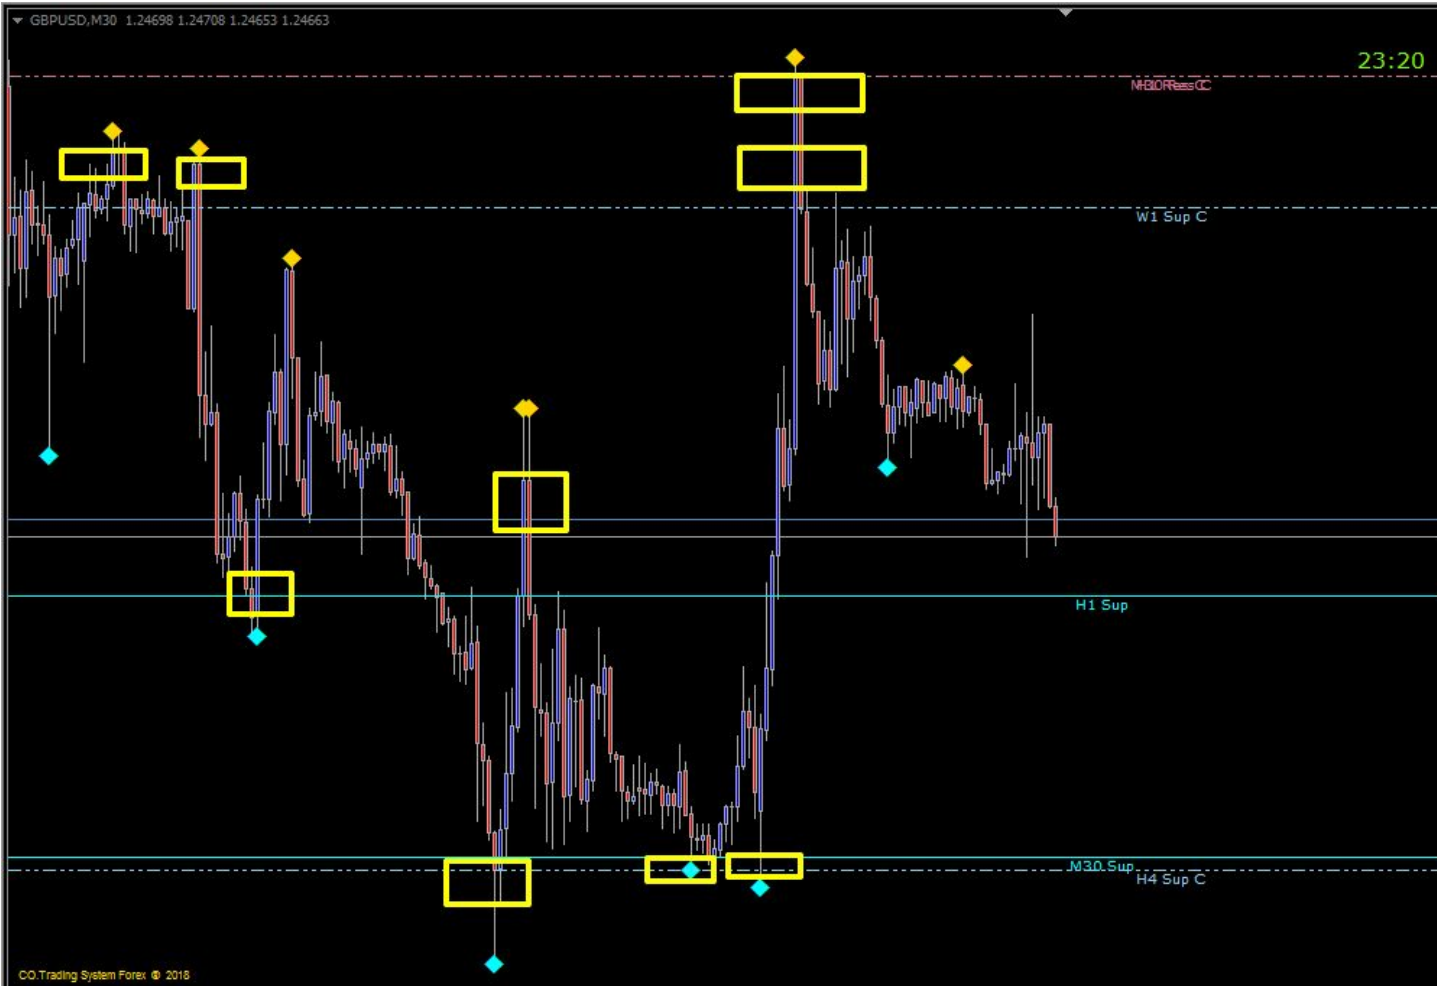 GBPUSD,M30 1.24698 1.24708 1.24653 1.24663
23:20
W1 Sup C
H1 Sup
M30 Sup
H4 Sup C
CO.Trading System Forex © 2018